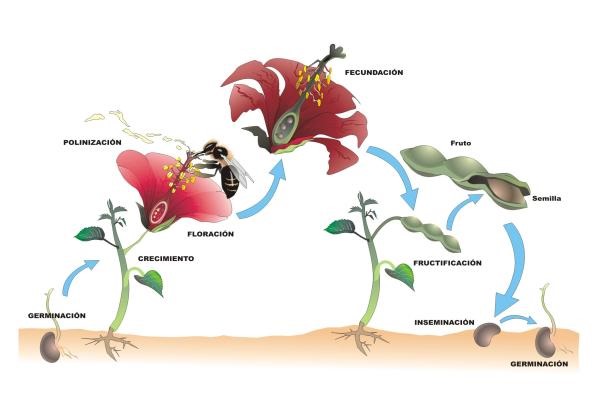 FECUNDACIÓN
POLINIZACIÓN
Fruto
Semilla
FLORACIÓN
CRECIMIENTO
FRUCTIFICACIÓN
GERMINACIÓN
INSEMINACIÓN
GERMINACIÓN